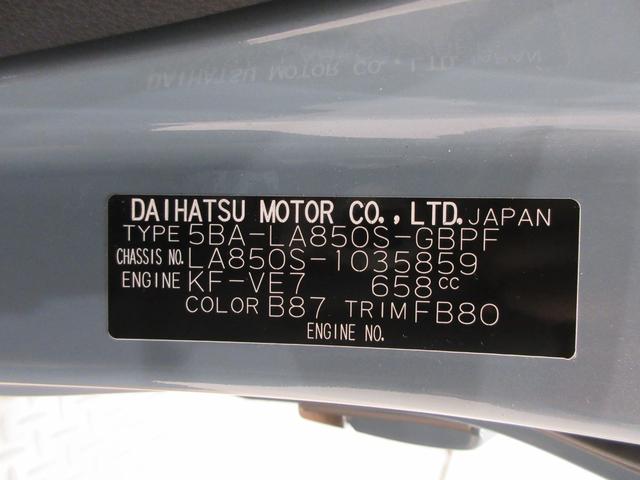 DAIHATSU MOTOR CO., LTD. JAPAN
TYPE 5BA-LA850S-GBPF
CHASSIS NO. LA850S-1035859
ENGINE KF-VE7 658CC
COLOR B87 TRIM FB80
ENGINE NO.